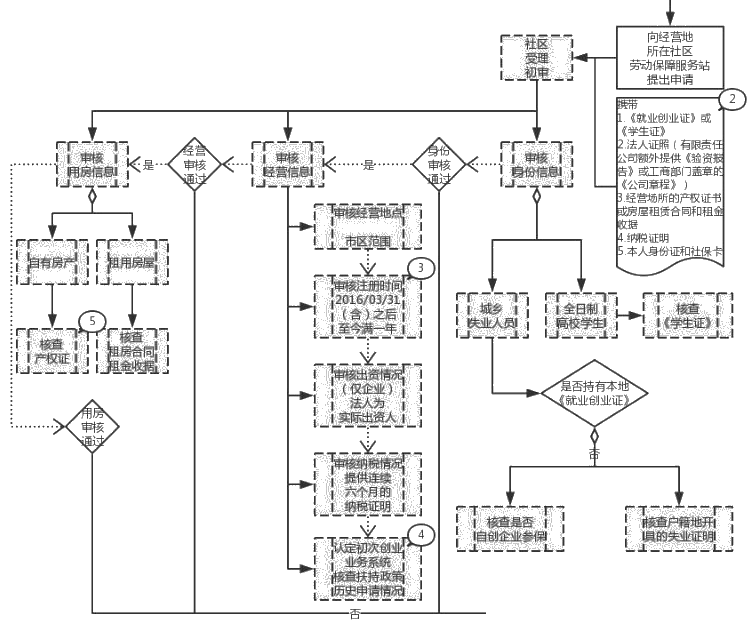 向经营地
所在社区
劳动保障服务站
提出申请
社区
受理
初审
2
携带
1.《就业创业证》或
《学生证》
2.法人证照（有限责任
公司额外提供《验资报
告》或工商部门盖章的
《公司章程》）
3.经营场所的产权证书
或房屋租赁合同和租金
收据
4.纳税证明
5.本人身份证和社保卡
审核
用房信息
是
经营
审核
通过
审核
经营信息
是
身份
审核
通过
审核
身份信息
审核经营地点
市区范围
自有房产
租用房屋
3
审核注册时间
2016/03/31
（含）之后
至今满一年
城乡
失业人员
全日制
高校学生
核查
《学生证》
5
核查
产权证
核查
租房合同
租金收据
审核出资情况
（仅企业）
法人为
实际出资人
是否持有本地
《就业创业证》
用房
审核
通过
否
审核纳税情况
提供连续
六个月的
纳税证明
核查是否
自创企业参保
核查户籍地开
具的失业证明
4
认定初次创业
业务系统
核查扶持政策
历史申请情况
否